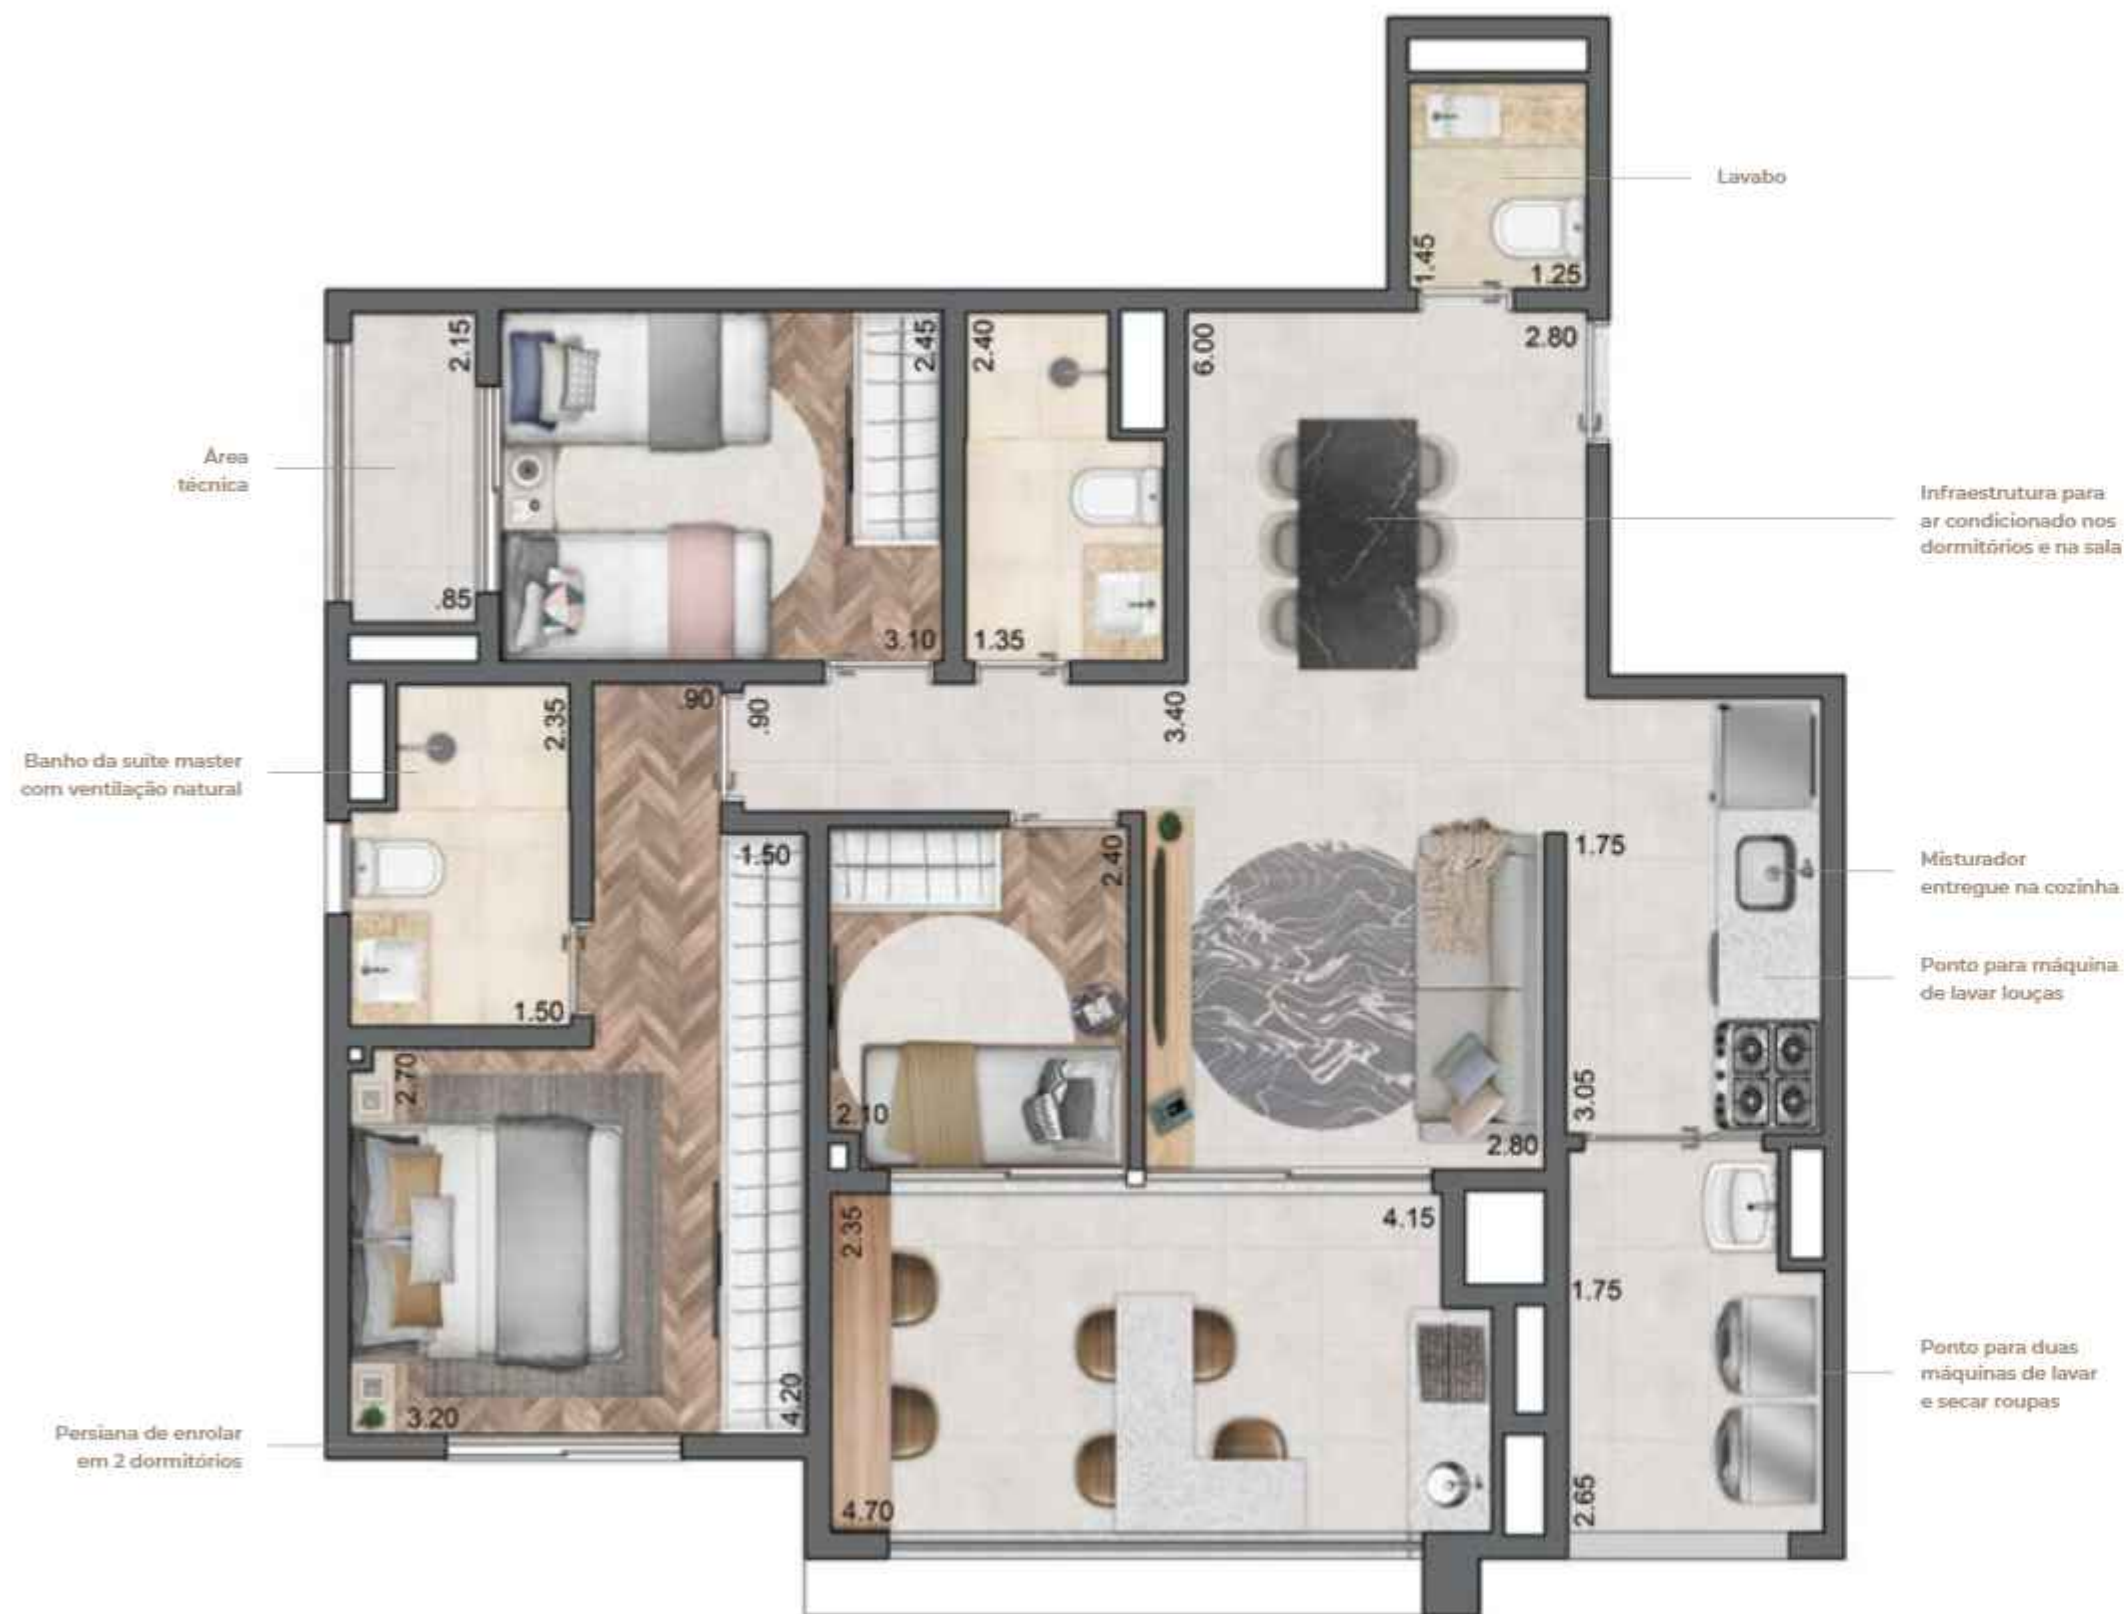 Lavabo
1.45
1.25
2.15
2.45
2.40
6.00
2.80
Área
técnica
Infraestrutura para
ar condicionado nos
dormitórios e na sala
.85
3.10
1.35
.90
.90
3.40
2.35
Banho da suíte master
com ventilação natural
1.50
2.40
1.75
Misturador
entregue na cozinha
Ponto para máquina
de lavar louças
1.50
2.70
2.10
3.05
2.80
2.35
4.15
1.75
Ponto para duas
máquinas de lavar
e secar roupas
3.20
4.20
Persiana de enrolar
em 2 dormitórios
4.70
2.65